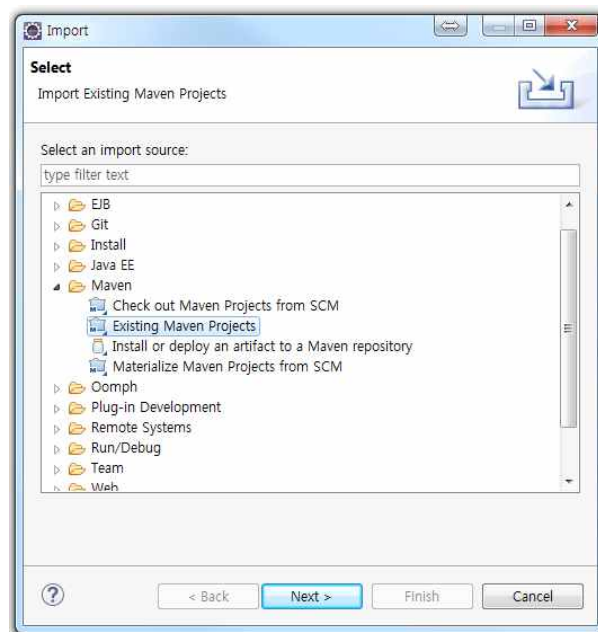 Import
Select
Import Existing Maven Projects
Select an import source:
type filter text
EJB
Git
Install
Java EE
Maven
Check out Maven Projects from SCM
Existing Maven Projects
Install or deploy an artifact to a Maven repository
Materialize Maven Projects from SCM
Oomph
Plug-in Development
Remote Systems
Run/Debug
Team
Web
< Back
Next >
Finish
Cancel